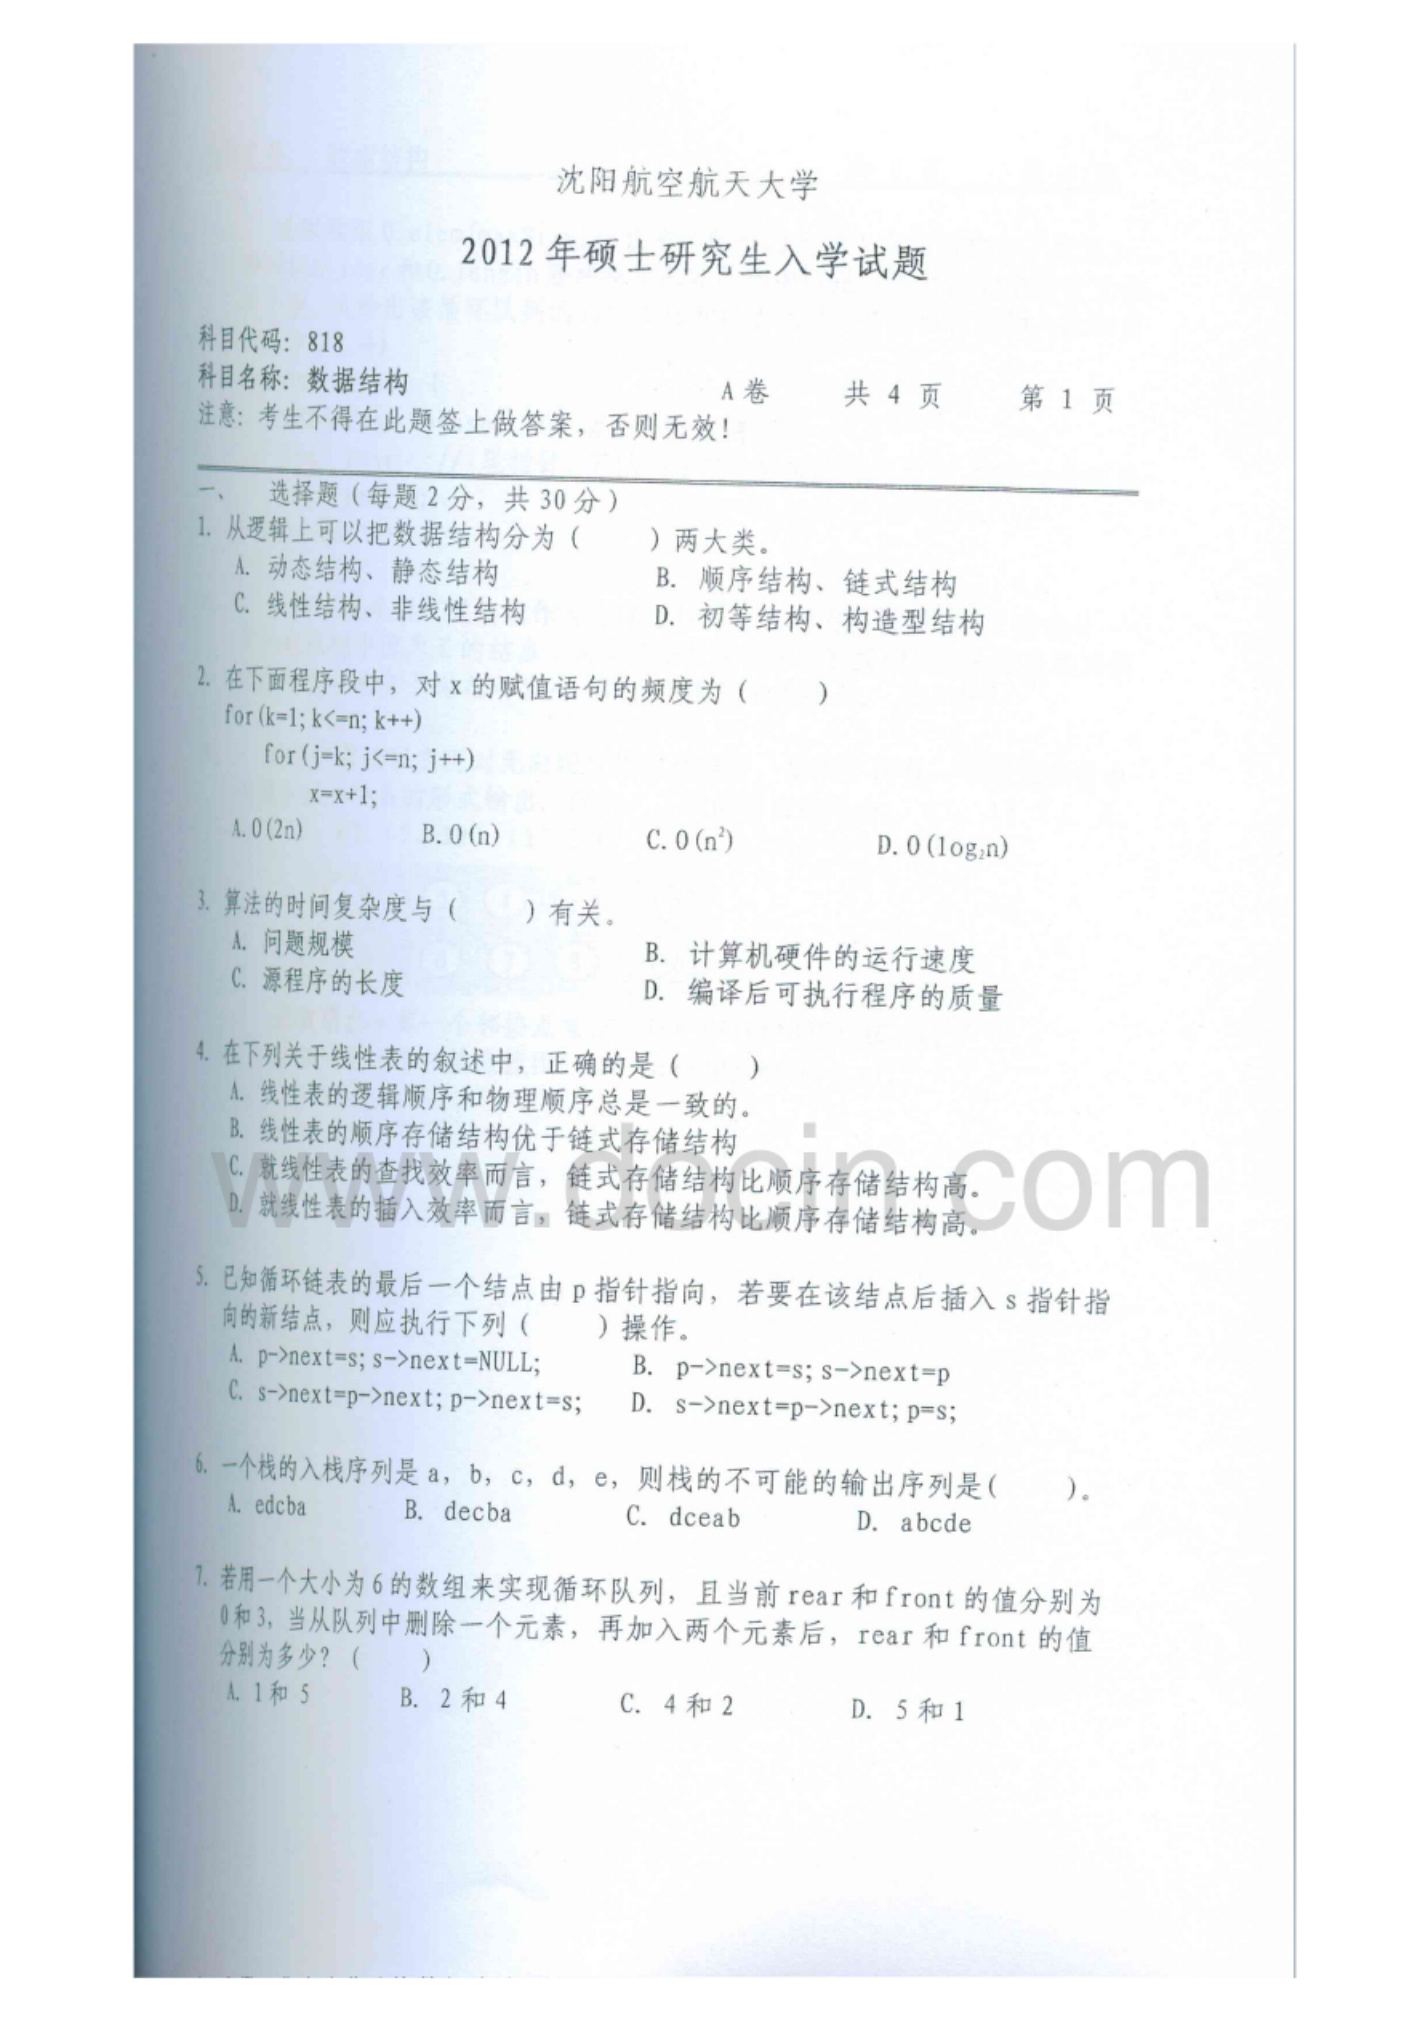 沈阳航空航天大学
2012年硕士研究生入学试题
科目代码：818
科目名称：数据结构
A卷 共 4 页 第 1 页
注意：考生不得在此题签上做答案，否则无效！
一、 选择题（每题2分，共30分）
1. 从逻辑上可以把数据结构分为（ ）两大类。
A. 动态结构、静态结构 B. 顺序结构、链式结构
C. 线性结构、非线性结构 D. 初等结构、构造型结构
2. 在下面程序段中，对x的赋值语句的频度为（ ）
for(k=1;k<=n;k++)
for(j=k;j<=n;j++)
x=x+1;
A.O(2n) B.O(n) C.O(n²) D.O(log₂n)
3. 算法的时间复杂度与（ ）有关。
A. 问题规模 B. 计算机硬件的运行速度
C. 源程序的长度 D. 编译后可执行程序的质量
4. 在下列关于线性表的叙述中，正确的是（ ）
A. 线性表的逻辑顺序和物理顺序总是一致的。
B. 线性表的顺序存储结构优于链式存储结构
C. 就线性表的查找效率而言，链式存储结构比顺序存储结构高。
D. 就线性表的插入效率而言，链式存储结构比顺序存储结构高。
www.docin.com
5. 已知循环链表的最后一个结点由p指针指向，若要在该结点后插入s指针指
向的新结点，则应执行下列（ ）操作。
A. p->next=s;s->next=NULL; B. p->next=s;s->next=p
C. s->next=p->next;p->next=s; D. s->next=p->next;p=s;
6. 一个栈的入栈序列是a，b，c，d，e，则栈的不可能的输出序列是( )。
A. edcba B. decba C. dceab D. abcde
7. 若用一个大小为6的数组来实现循环队列，且当前rear和front的值分别为
0和3，当从队列中删除一个元素，再加入两个元素后，rear和front的值
分别为多少？（ ）
A. 1和 5 B. 2和4 C. 4和2 D. 5和1